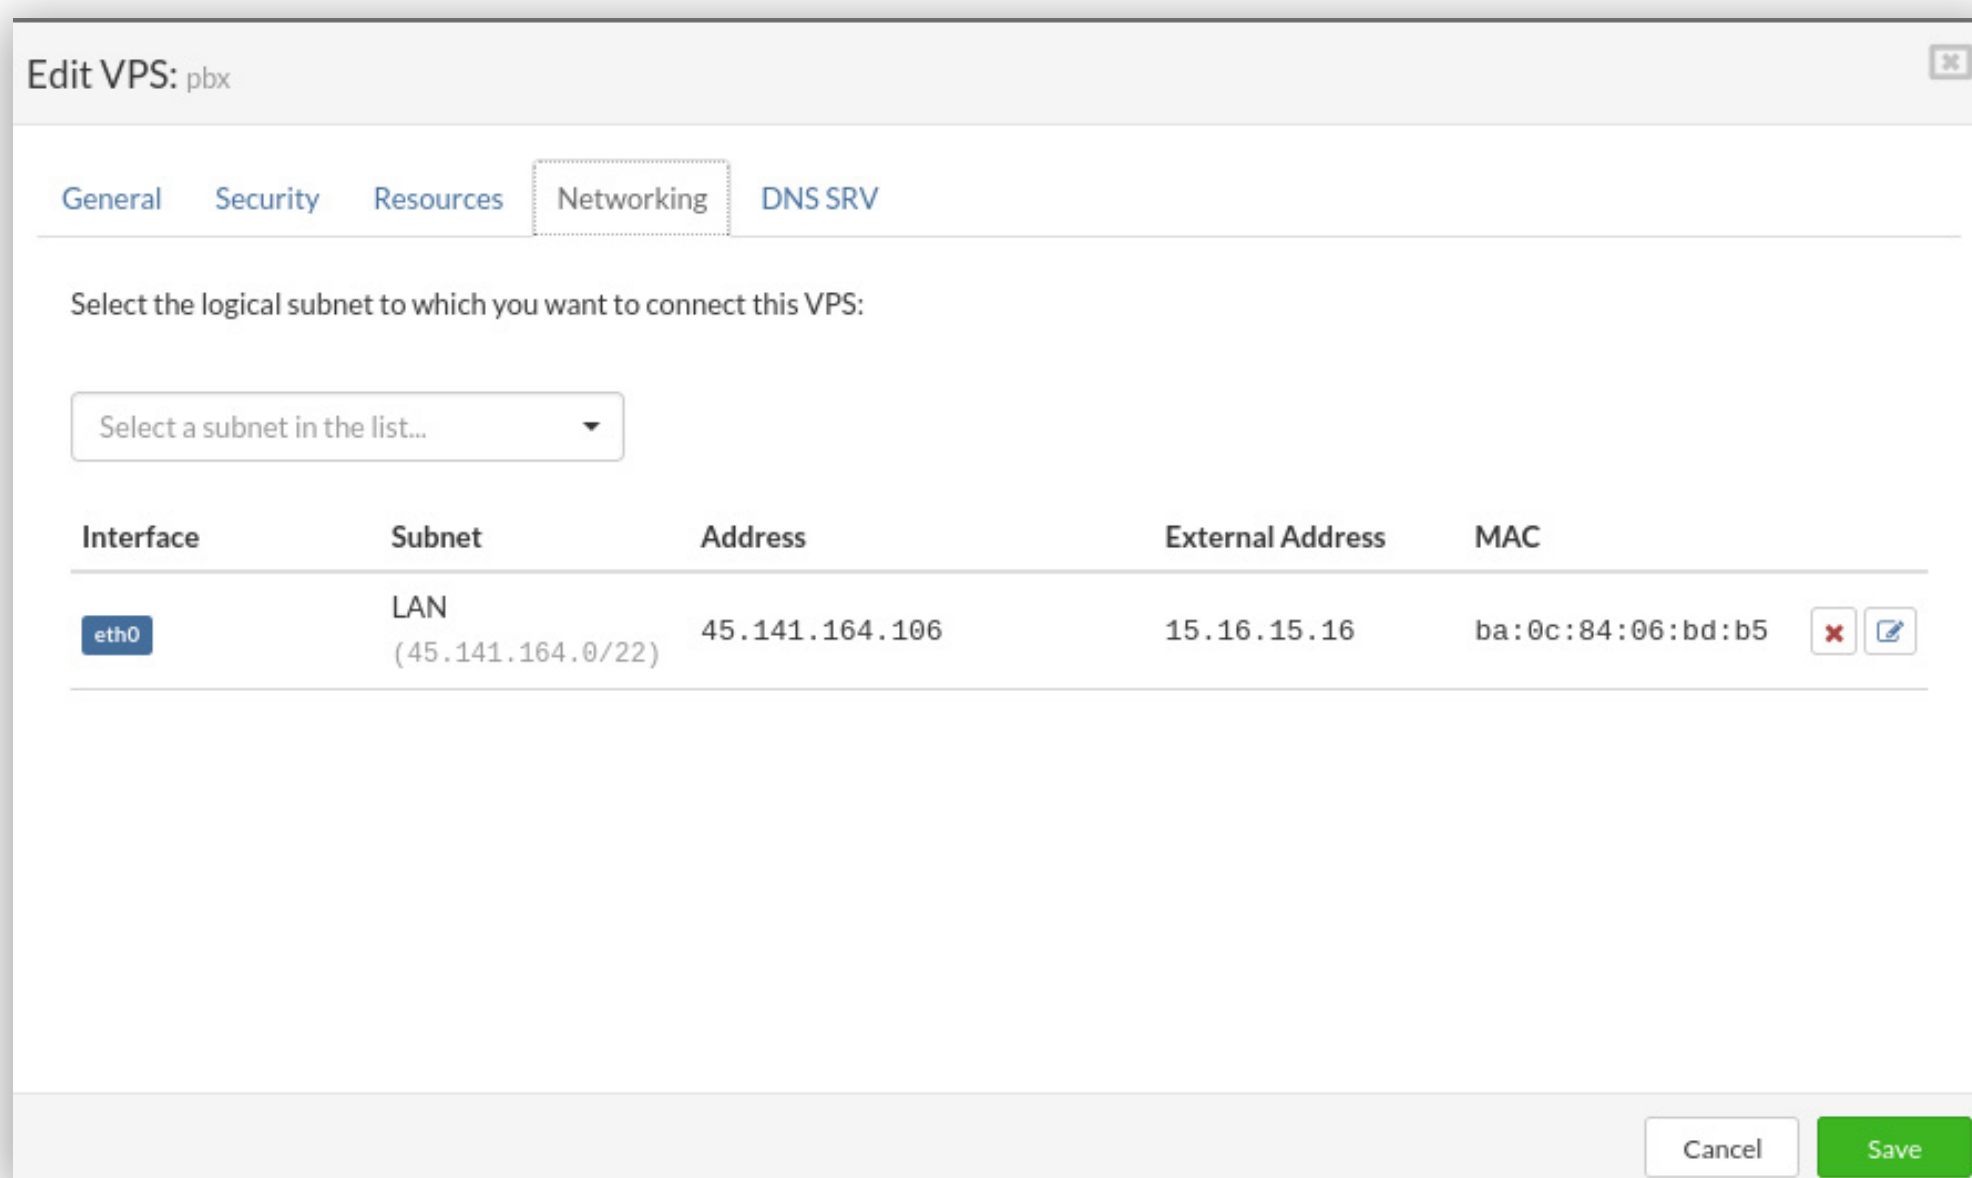 Edit VPS: pbx
General Security Resources Networking DNS SRV
Select the logical subnet to which you want to connect this VPS:
Select a subnet in the list...
Interface Subnet Address External Address MAC
eth0 LAN 45.141.164.106 15.16.15.16 ba:0c:84:06:bd:b5
(45.141.164.0/22)
Cancel Save